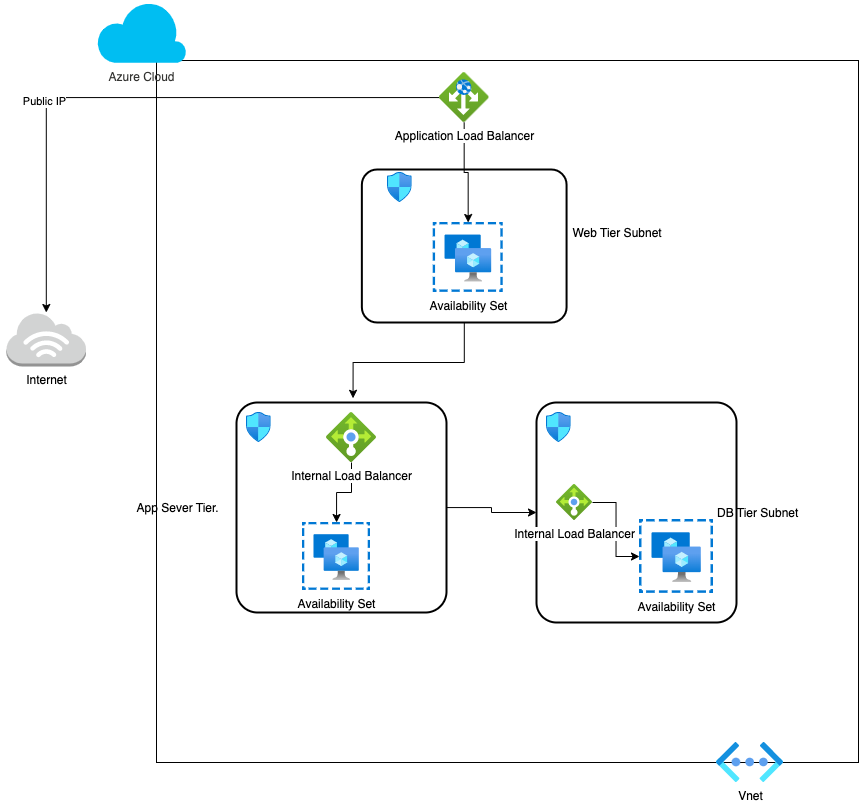 Azure Cloud
Public IP
Application Load Balancer
Web Tier Subnet
Availability Set
Internet
Internal Load Balancer
App Sever Tier.
DB Tier Subnet
Internal Load Balancer
Availability Set
Availability Set
Vnet